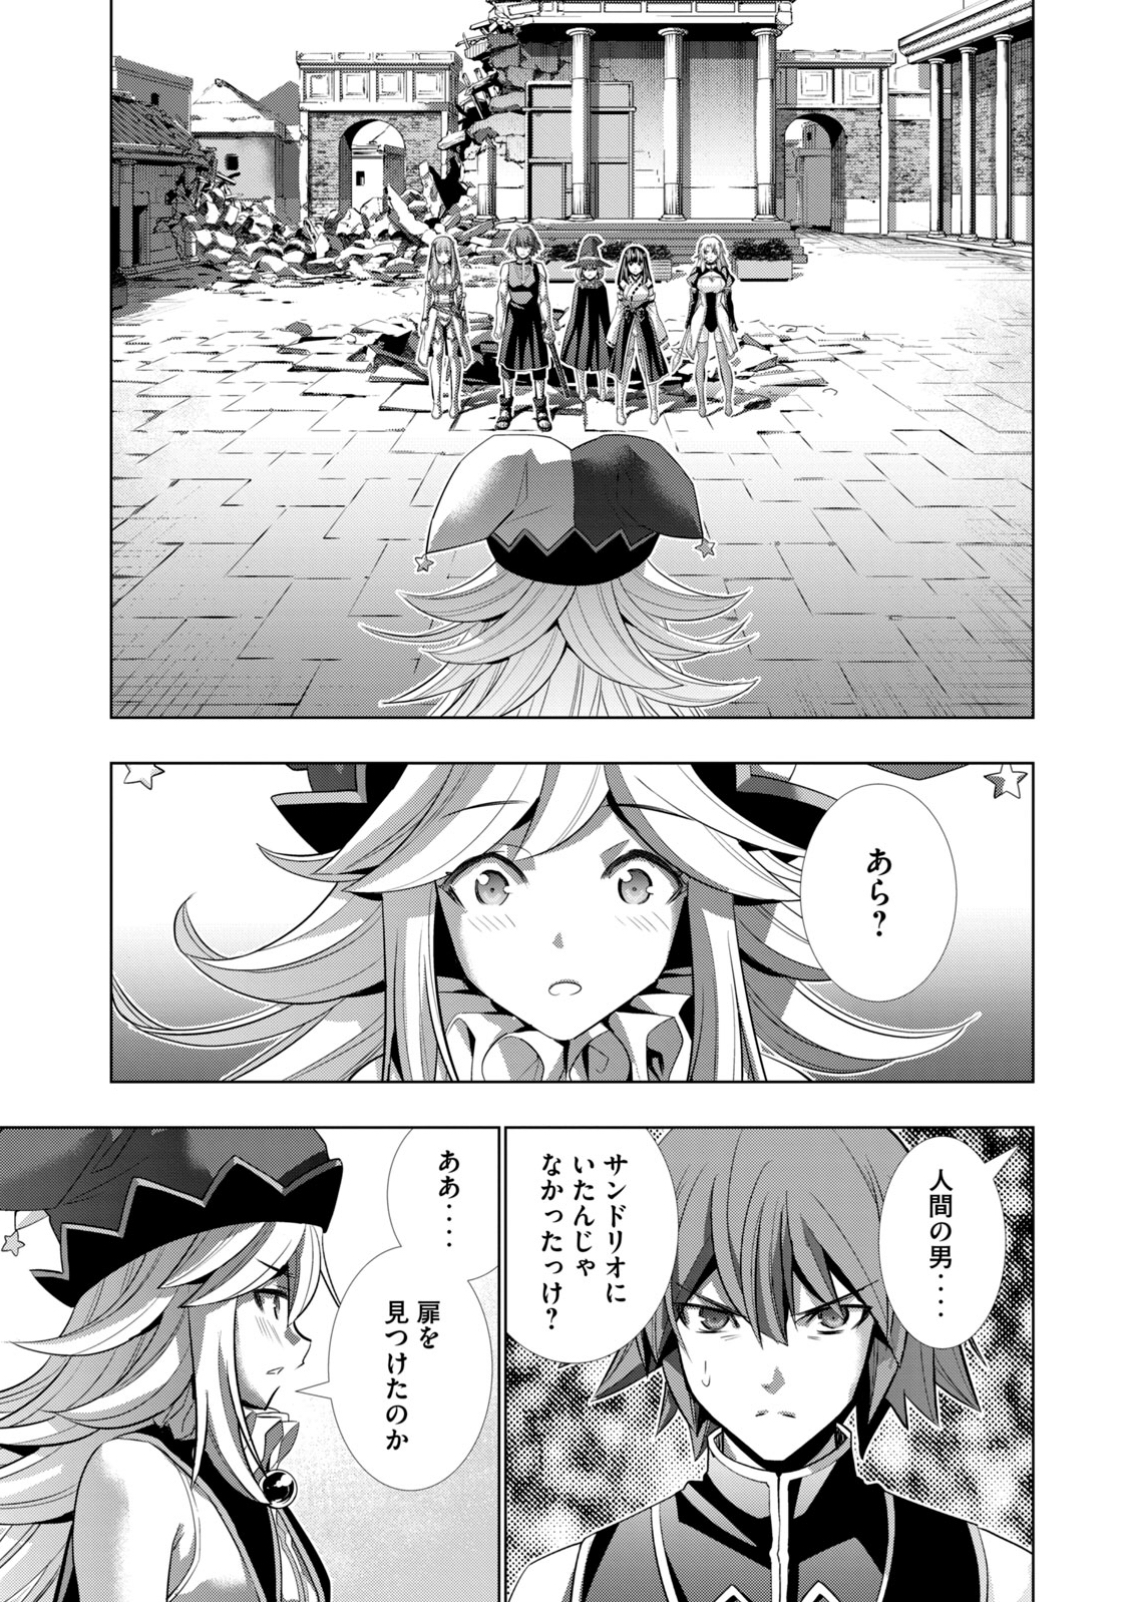 あら?
人間の男‥‥
サンドリオに
いたんじゃ
なかったっけ?
ああ‥‥
扉を
見つけたのか